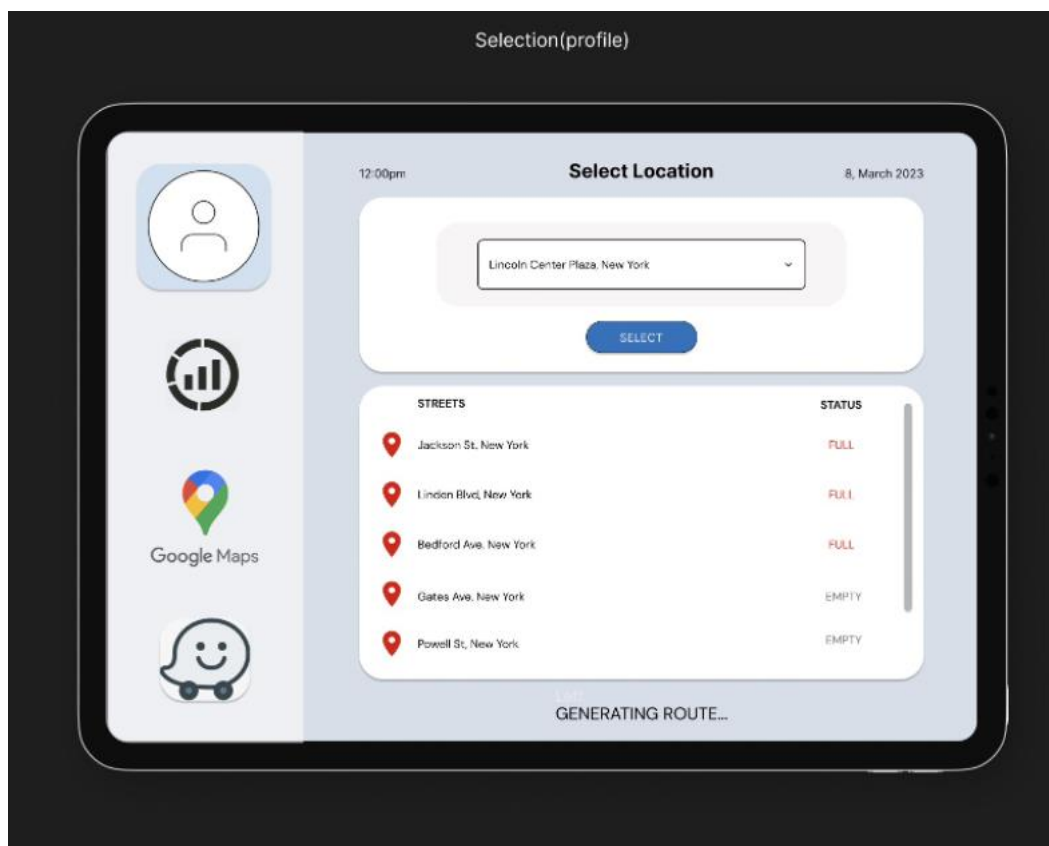 Selection(profile)
12:00pm Select Location 8, March 2023
Lincoln Center Plaza, New York
SELECT
STREETS STATUS
Jackson St, New York FULL
Linden Blvd, New York FULL
Bedford Ave, New York FULL
Gates Ave, New York EMPTY
Powell St, New York EMPTY
Google Maps
GENERATING ROUTE...